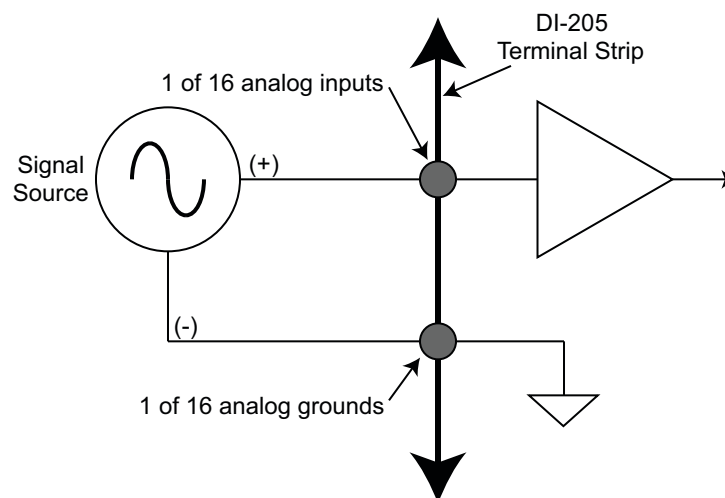 DI-205
Terminal Strip
1 of 16 analog inputs
Signal
Source
(+)
(-)
1 of 16 analog grounds